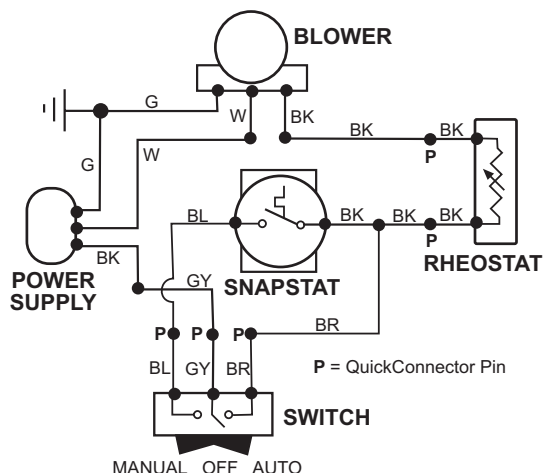 BLOWER
G
W
BK
BK
BK
P
G
W
BL
BK
BK
BK
P
RHEOSTAT
BK
POWER
SUPPLY
GY
SNAPSTAT
P
P
P
BR
BL
GY
BR
P = QuickConnector Pin
SWITCH
MANUAL OFF AUTO